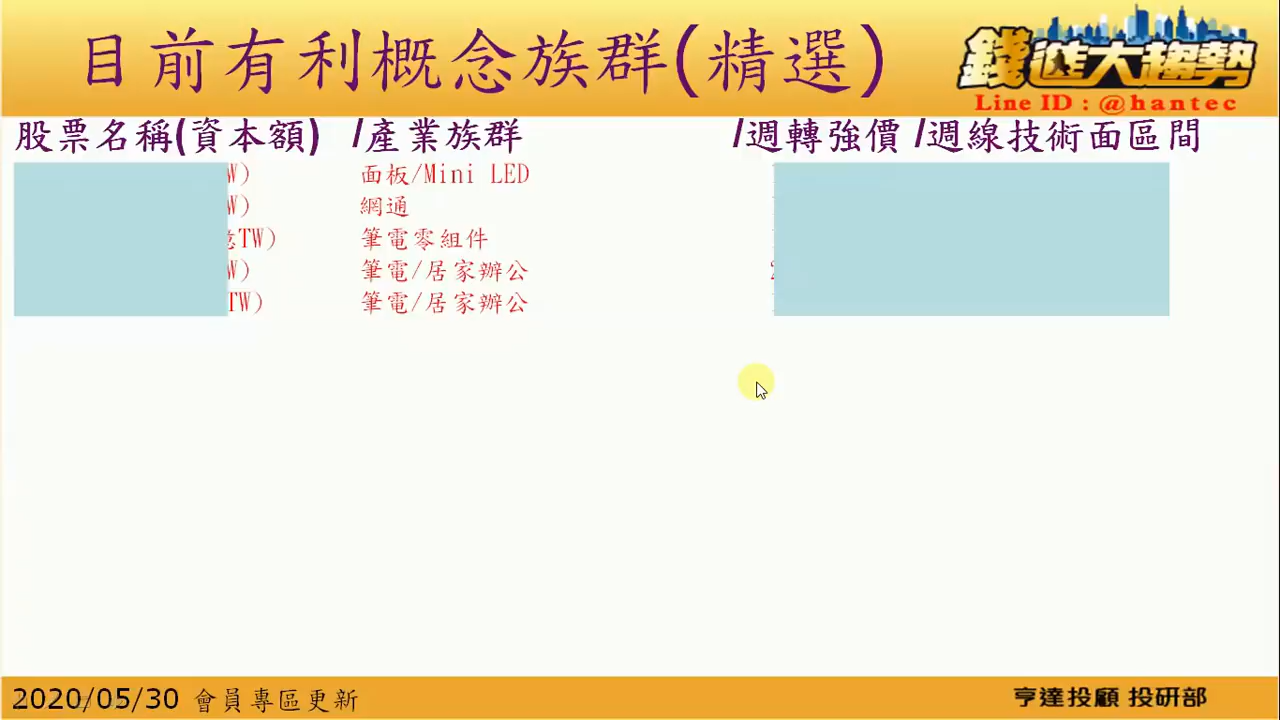 目前有利概念族群(精選)
錢進大趨勢
Line ID : @hantec
股票名稱(資本額) /產業族群 /週轉強價 /週線技術面區間
W) 面板/Mini LED
W) 網通
TW) 筆電零組件
W) 筆電/居家辦公
TW) 筆電/居家辦公
2020/05/30 會員專區更新
亨達投顧 投研部